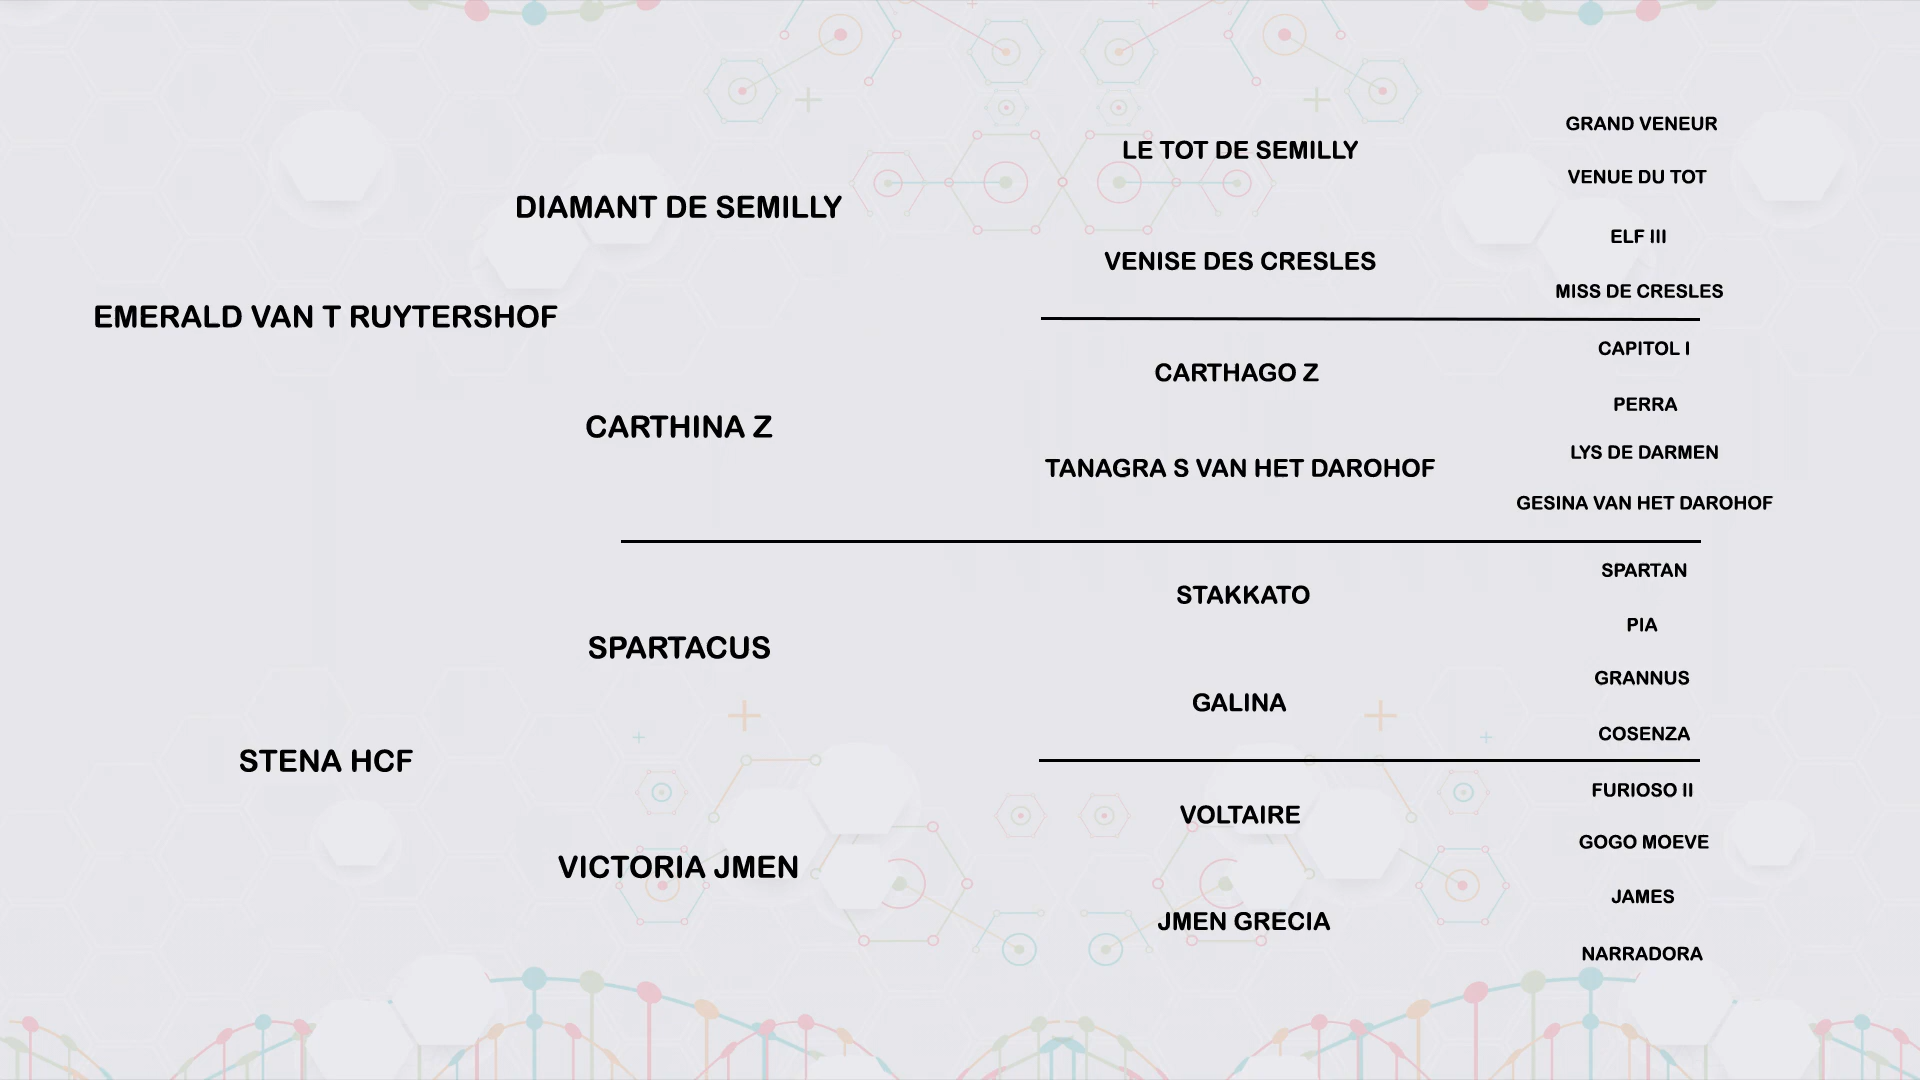 GRAND VENEUR
LE TOT DE SEMILLY
VENUE DU TOT
DIAMANT DE SEMILLY
ELF III
VENISE DES CRESLES
MISS DE CRESLES
EMERALD VAN T RUYTERSHOF
CAPITOL I
CARTHAGO Z
PERRA
CARTHINA Z
LYS DE DARMEN
TANAGRA S VAN HET DAROHOF
GESINA VAN HET DAROHOF
SPARTAN
STAKKATO
PIA
SPARTACUS
GRANNUS
GALINA
COSENZA
STENA HCF
FURIOSO II
VOLTAIRE
GOGO MOEVE
VICTORIA JMEN
JAMES
JMEN GRECIA
NARRADORA